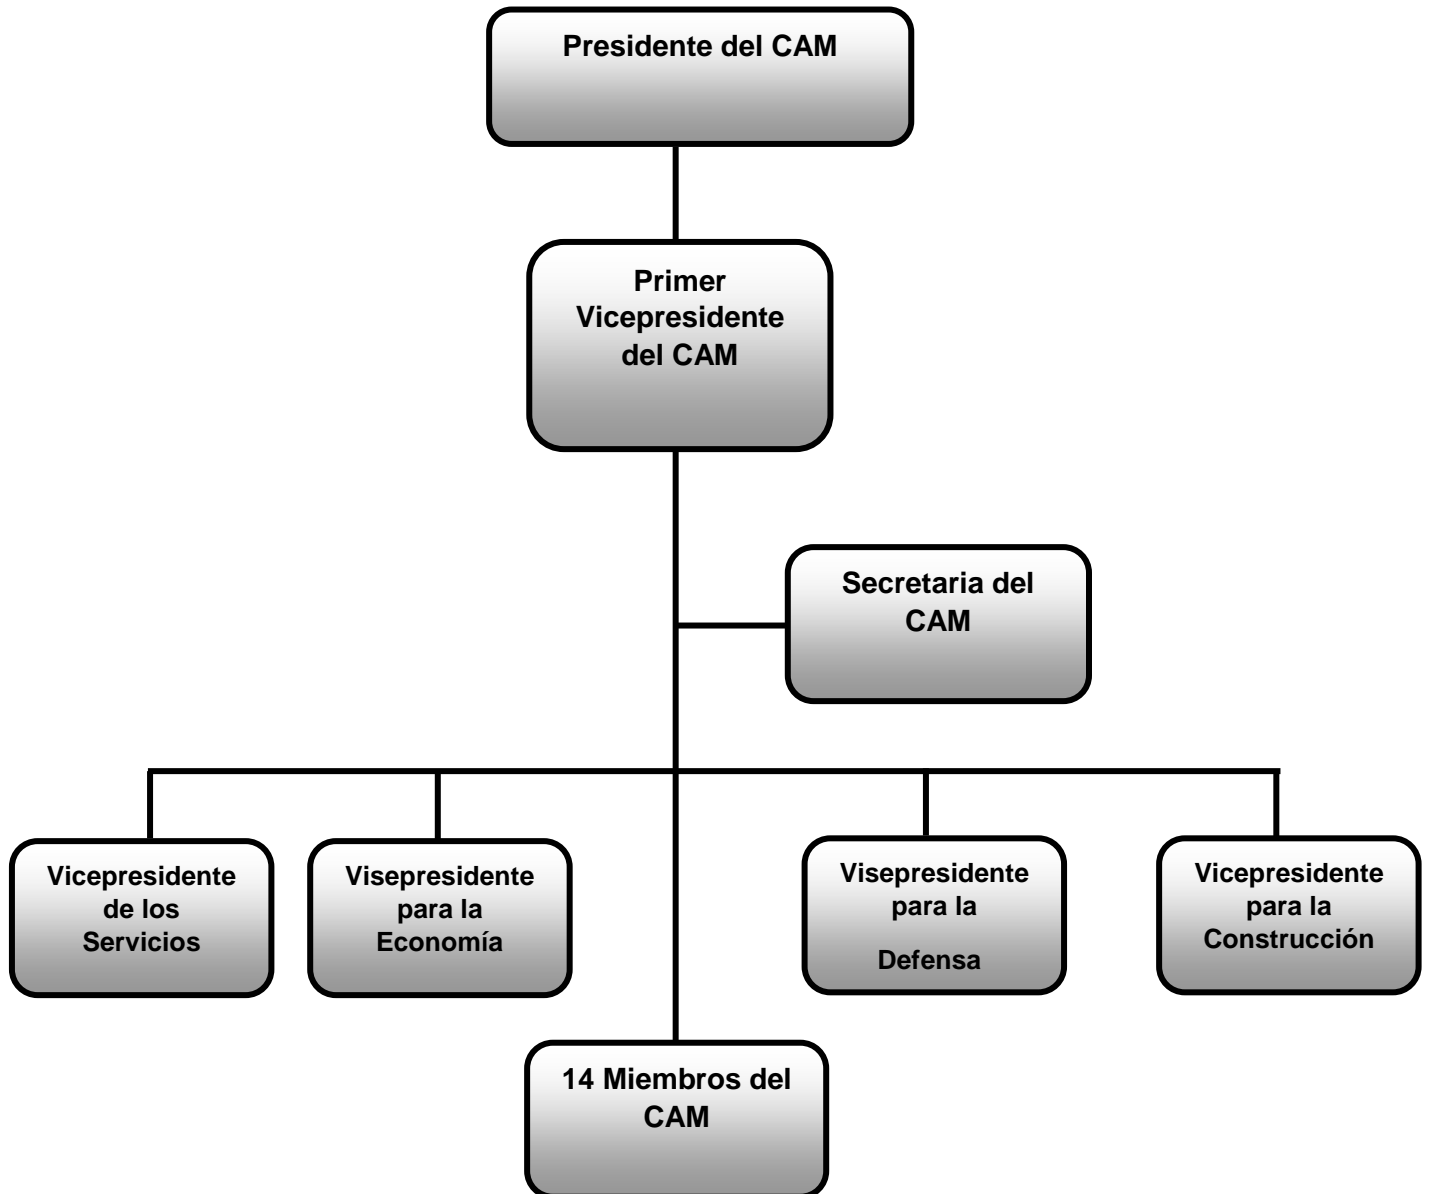 Presidente del CAM
Primer
Vicepresidente
del CAM
Secretaria del
CAM
Vicepresidente
de los
Servicios
Visepresidente
para la
Economía
Visepresidente
para la
Defensa
Vicepresidente
para la
Construcción
14 Miembros del
CAM